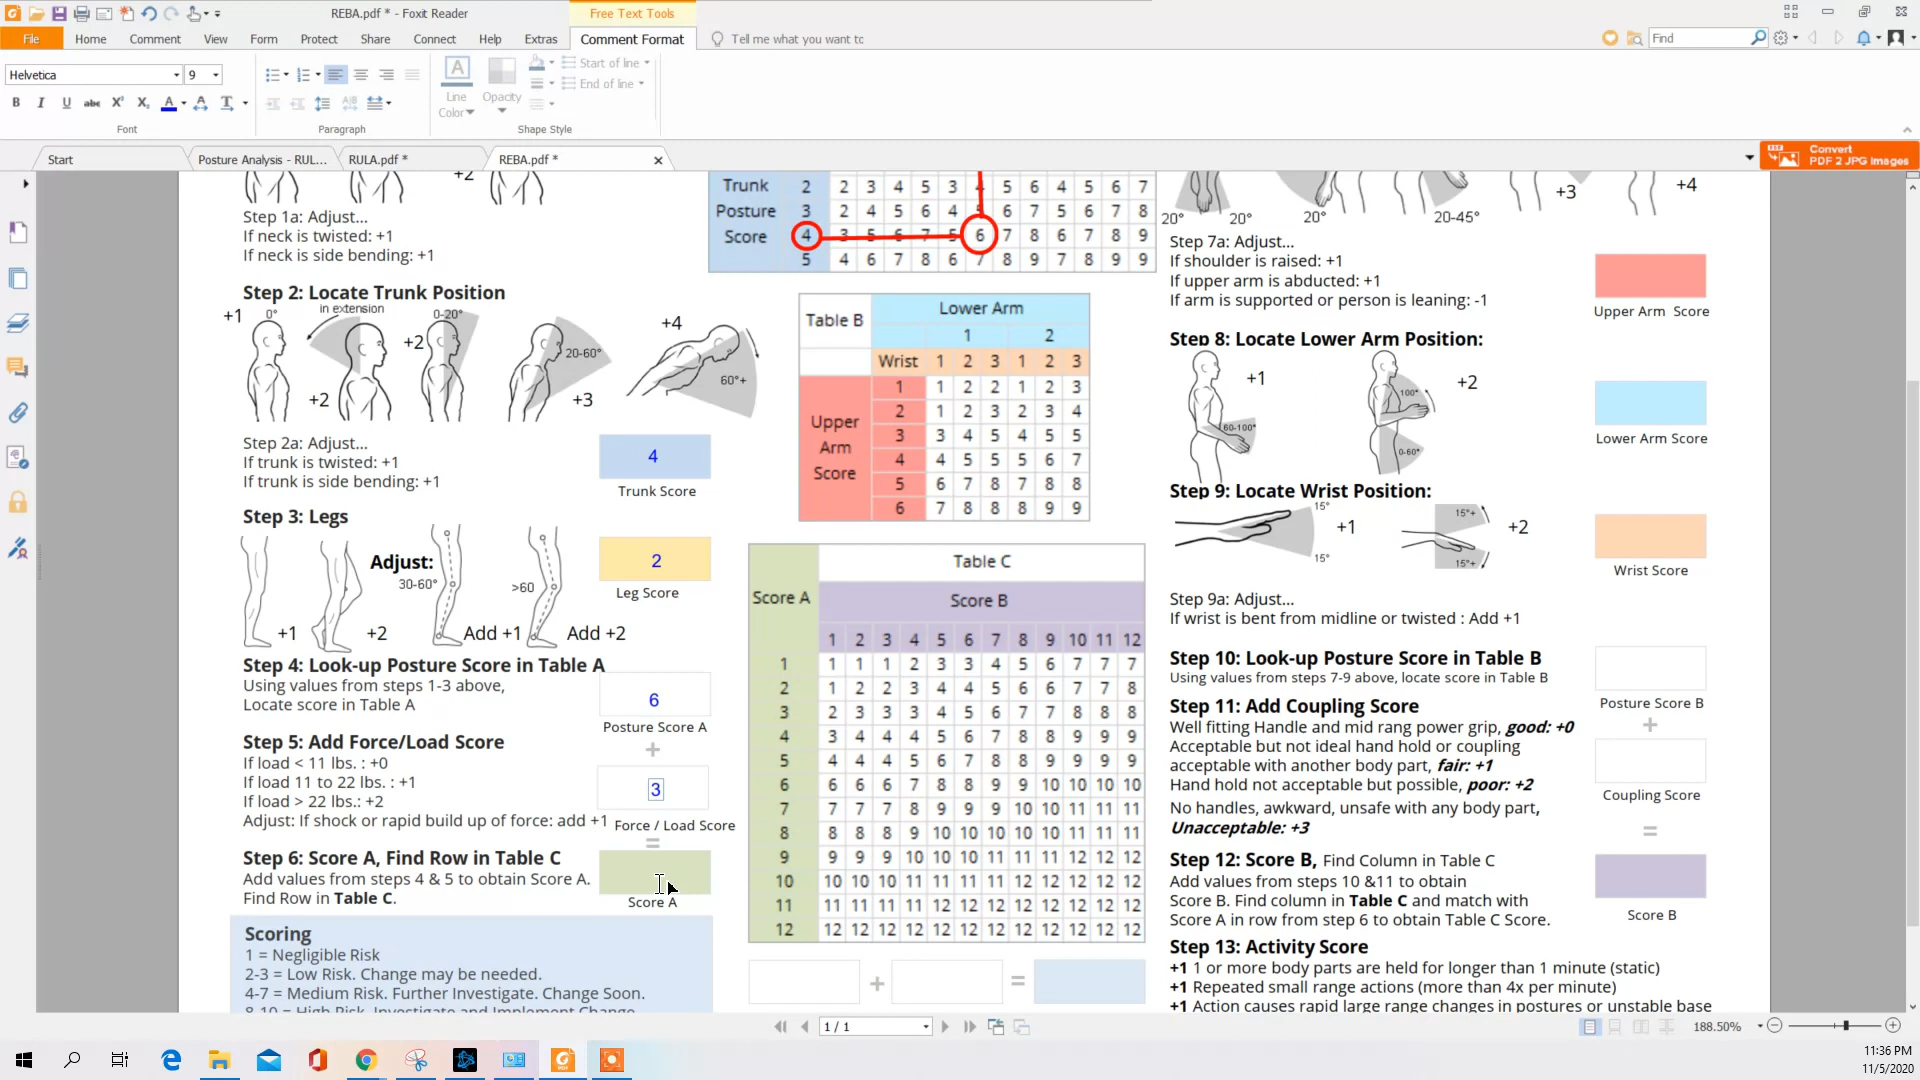 REBA.pdf * - Foxit Reader
Free Text Tools
File
Home
Comment
View
Form
Protect
Share
Connect
Help
Extras
Comment Format
Tell me what you want tc
Find
Helvetica
9
Line
Color
Opacity
Start of line
End of line
Font
Paragraph
Shape Style
Start
Posture Analysis - RUL...
RULA.pdf *
REBA.pdf *
Convert
PDF 2 JPG Images
+2
Step 1a: Adjust...
If neck is twisted: +1
If neck is side bending: +1
Step 2: Locate Trunk Position
+1
0°
in extension
+2
0-20°
+2
20-60°
+3
+4
60°+
Step 2a: Adjust...
If trunk is twisted: +1
If trunk is side bending: +1
4
Trunk Score
Step 3: Legs
Adjust:
30-60°
>60
+1
+2
Add +1
Add +2
2
Leg Score
Step 4: Look-up Posture Score in Table A
Using values from steps 1-3 above,
Locate score in Table A
6
Posture Score A
+
Step 5: Add Force/Load Score
If load < 11 lbs. : +0
If load 11 to 22 lbs. : +1
If load > 22 lbs.: +2
Adjust: If shock or rapid build up of force: add +1
3
Force / Load Score
=
Step 6: Score A, Find Row in Table C
Add values from steps 4 & 5 to obtain Score A.
Find Row in Table C.
Score A
Scoring
1 = Negligible Risk
2-3 = Low Risk. Change may be needed.
4-7 = Medium Risk. Further Investigate. Change Soon.
8-10 = High Risk. Investigate and Implement Change
Trunk
Posture
Score
2 2 3 4 5 3 4 5 6 4 5 6 7
3 2 4 5 6 4 5 6 7 5 6 7 8
4 3 5 6 7 5 6 7 8 6 7 8 9
5 4 6 7 8 6 7 8 9 7 8 9 9
Table B
Lower Arm
1 2
Wrist 1 2 3 1 2 3
Upper
Arm
Score
1 1 2 2 1 2 3
2 1 2 3 2 3 4
3 3 4 5 4 5 5
4 4 5 5 5 6 7
5 6 7 8 7 8 8
6 7 8 8 8 9 9
Table C
Score A
Score B
1 2 3 4 5 6 7 8 9 10 11 12
1 1 1 1 2 3 3 4 5 6 7 7 7
2 1 2 2 3 4 4 5 6 6 7 7 8
3 2 3 3 3 4 5 6 7 7 8 8 8
4 3 4 4 4 5 6 7 8 8 9 9 9
5 4 4 4 5 6 7 8 8 9 9 9 9
6 6 6 6 7 8 8 9 9 10 10 10 10
7 7 7 7 8 9 9 9 10 10 11 11 11
8 8 8 8 9 10 10 10 10 10 11 11 11
9 9 9 9 10 10 10 11 11 11 12 12 12
10 10 10 10 11 11 11 11 12 12 12 12 12
11 11 11 11 11 12 12 12 12 12 12 12 12
12 12 12 12 12 12 12 12 12 12 12 12 12
+
=
20°
20°
20°
20-45°
+3
+4
Step 7a: Adjust...
If shoulder is raised: +1
If upper arm is abducted: +1
If arm is supported or person is leaning: -1
Upper Arm Score
Step 8: Locate Lower Arm Position:
+1
60-100°
100°
0-60°
+2
Lower Arm Score
Step 9: Locate Wrist Position:
15°
15°
+1
15°+
15°+
+2
Wrist Score
Step 9a: Adjust...
If wrist is bent from midline or twisted : Add +1
Step 10: Look-up Posture Score in Table B
Using values from steps 7-9 above, locate score in Table B
Posture Score B
+
Step 11: Add Coupling Score
Well fitting Handle and mid rang power grip, good: +0
Acceptable but not ideal hand hold or coupling
acceptable with another body part, fair: +1
Hand hold not acceptable but possible, poor: +2
No handles, awkward, unsafe with any body part,
Unacceptable: +3
Coupling Score
=
Step 12: Score B, Find Column in Table C
Add values from steps 10 &11 to obtain
Score B. Find column in Table C and match with
Score A in row from step 6 to obtain Table C Score.
Score B
Step 13: Activity Score
+1 1 or more body parts are held for longer than 1 minute (static)
+1 Repeated small range actions (more than 4x per minute)
+1 Action causes rapid large range changes in postures or unstable base
1 / 1
188.50%
11:36 PM
11/5/2020